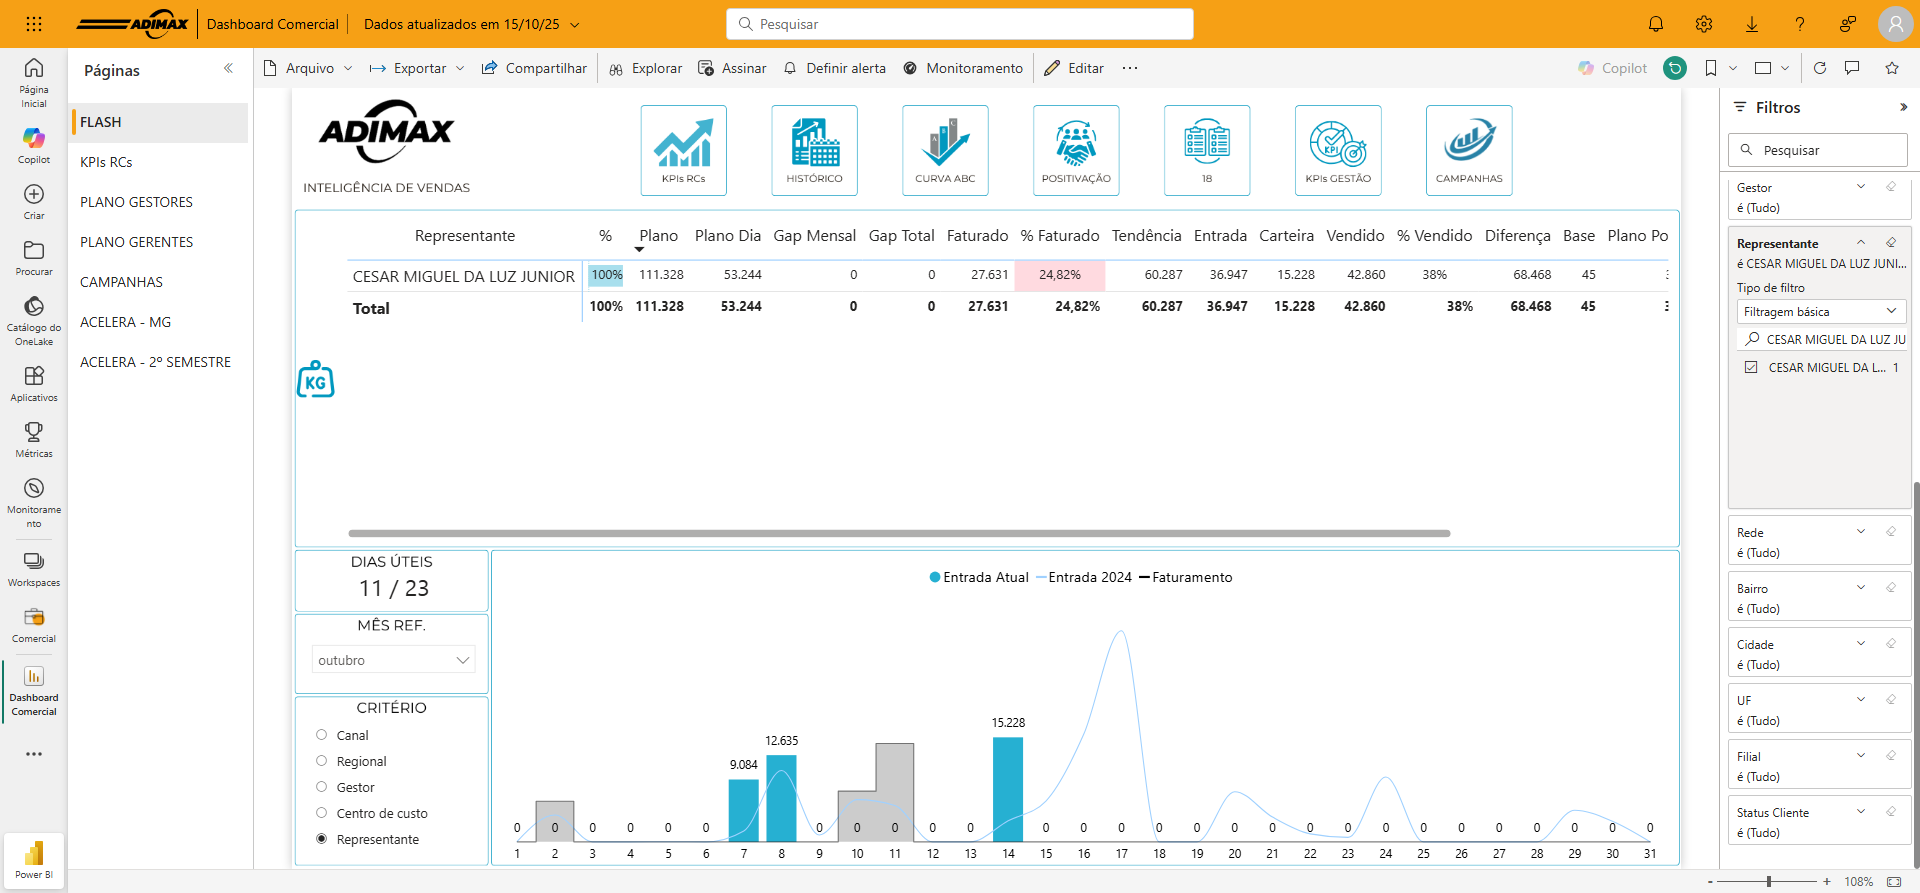 ADIMAX
Dashboard Comercial
Dados atualizados em 15/10/25
Pesquisar
Página Inicial
Copilot
Criar
Procurar
Catálogo do OneLake
Aplicativos
Métricas
Monitorame nto
Workspaces
Comercial
Dashboard Comercial
Power BI
Páginas
FLASH
KPIs RCs
PLANO GESTORES
PLANO GERENTES
CAMPANHAS
ACELERA - MG
ACELERA - 2º SEMESTRE
Arquivo Exportar Compartilhar Explorar Assinar Definir alerta Monitoramento Editar ... Copilot
ADIMAX
INTELIGÊNCIA DE VENDAS
KPIs RCs
HISTÓRICO
A B C
CURVA ABC
POSITIVAÇÃO
18
KPI
KPIs GESTÃO
CAMPANHAS
Representante % Plano Plano Dia Gap Mensal Gap Total Faturado % Faturado Tendência Entrada Carteira Vendido % Vendido Diferença Base Plano Po
CESAR MIGUEL DA LUZ JUNIOR 100% 111.328 53.244 0 0 27.631 24,82% 60.287 36.947 15.228 42.860 38% 68.468 45
Total 100% 111.328 53.244 0 0 27.631 24,82% 60.287 36.947 15.228 42.860 38% 68.468 45
KG
DIAS ÚTEIS
11 / 23
MÊS REF.
outubro
CRITÉRIO
Canal
Regional
Gestor
Centro de custo
Representante
Entrada Atual Entrada 2024 Faturamento
15.228
12.635
9.084
0 0 0 0 0 0 0 0 0 0 0 0 0 0 0 0 0 0 0 0 0 0 0 0 0 0 0 0
1 2 3 4 5 6 7 8 9 10 11 12 13 14 15 16 17 18 19 20 21 22 23 24 25 26 27 28 29 30 31
Filtros
Pesquisar
Gestor
é (Tudo)
Representante
é CESAR MIGUEL DA LUZ JUNI...
Tipo de filtro
Filtragem básica
CESAR MIGUEL DA LUZ JU
CESAR MIGUEL DA L... 1
Rede
é (Tudo)
Bairro
é (Tudo)
Cidade
é (Tudo)
UF
é (Tudo)
Filial
é (Tudo)
Status Cliente
é (Tudo)
- + 108%